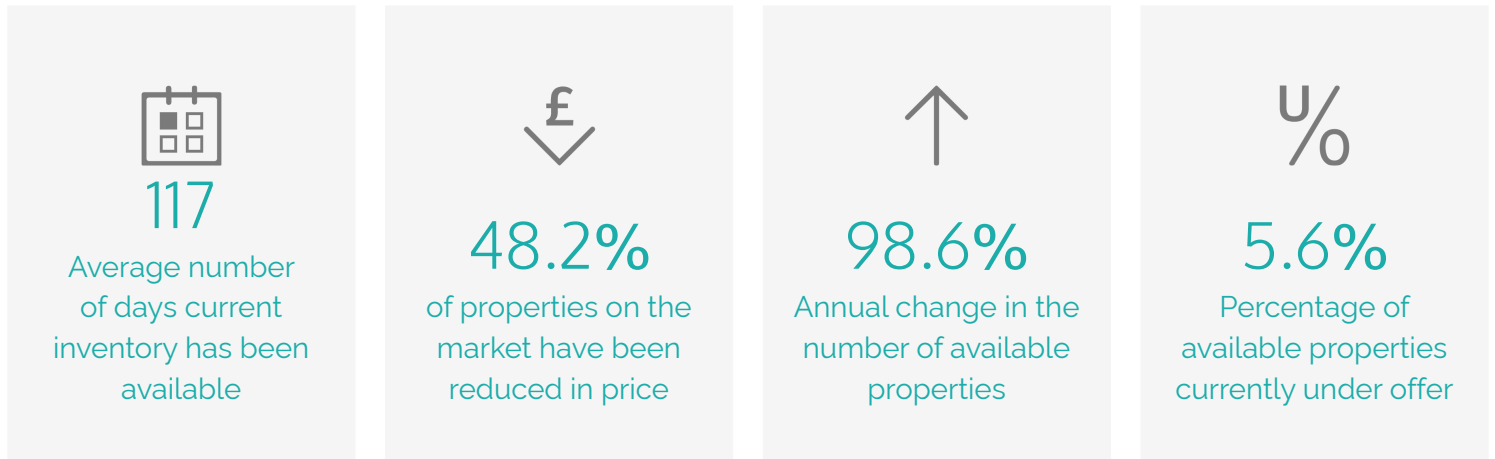 117
Average number
of days current
inventory has been
available
£
48.2%
of properties on the
market have been
reduced in price
98.6%
Annual change in the
number of available
properties
U/O
5.6%
Percentage of
available properties
currently under offer